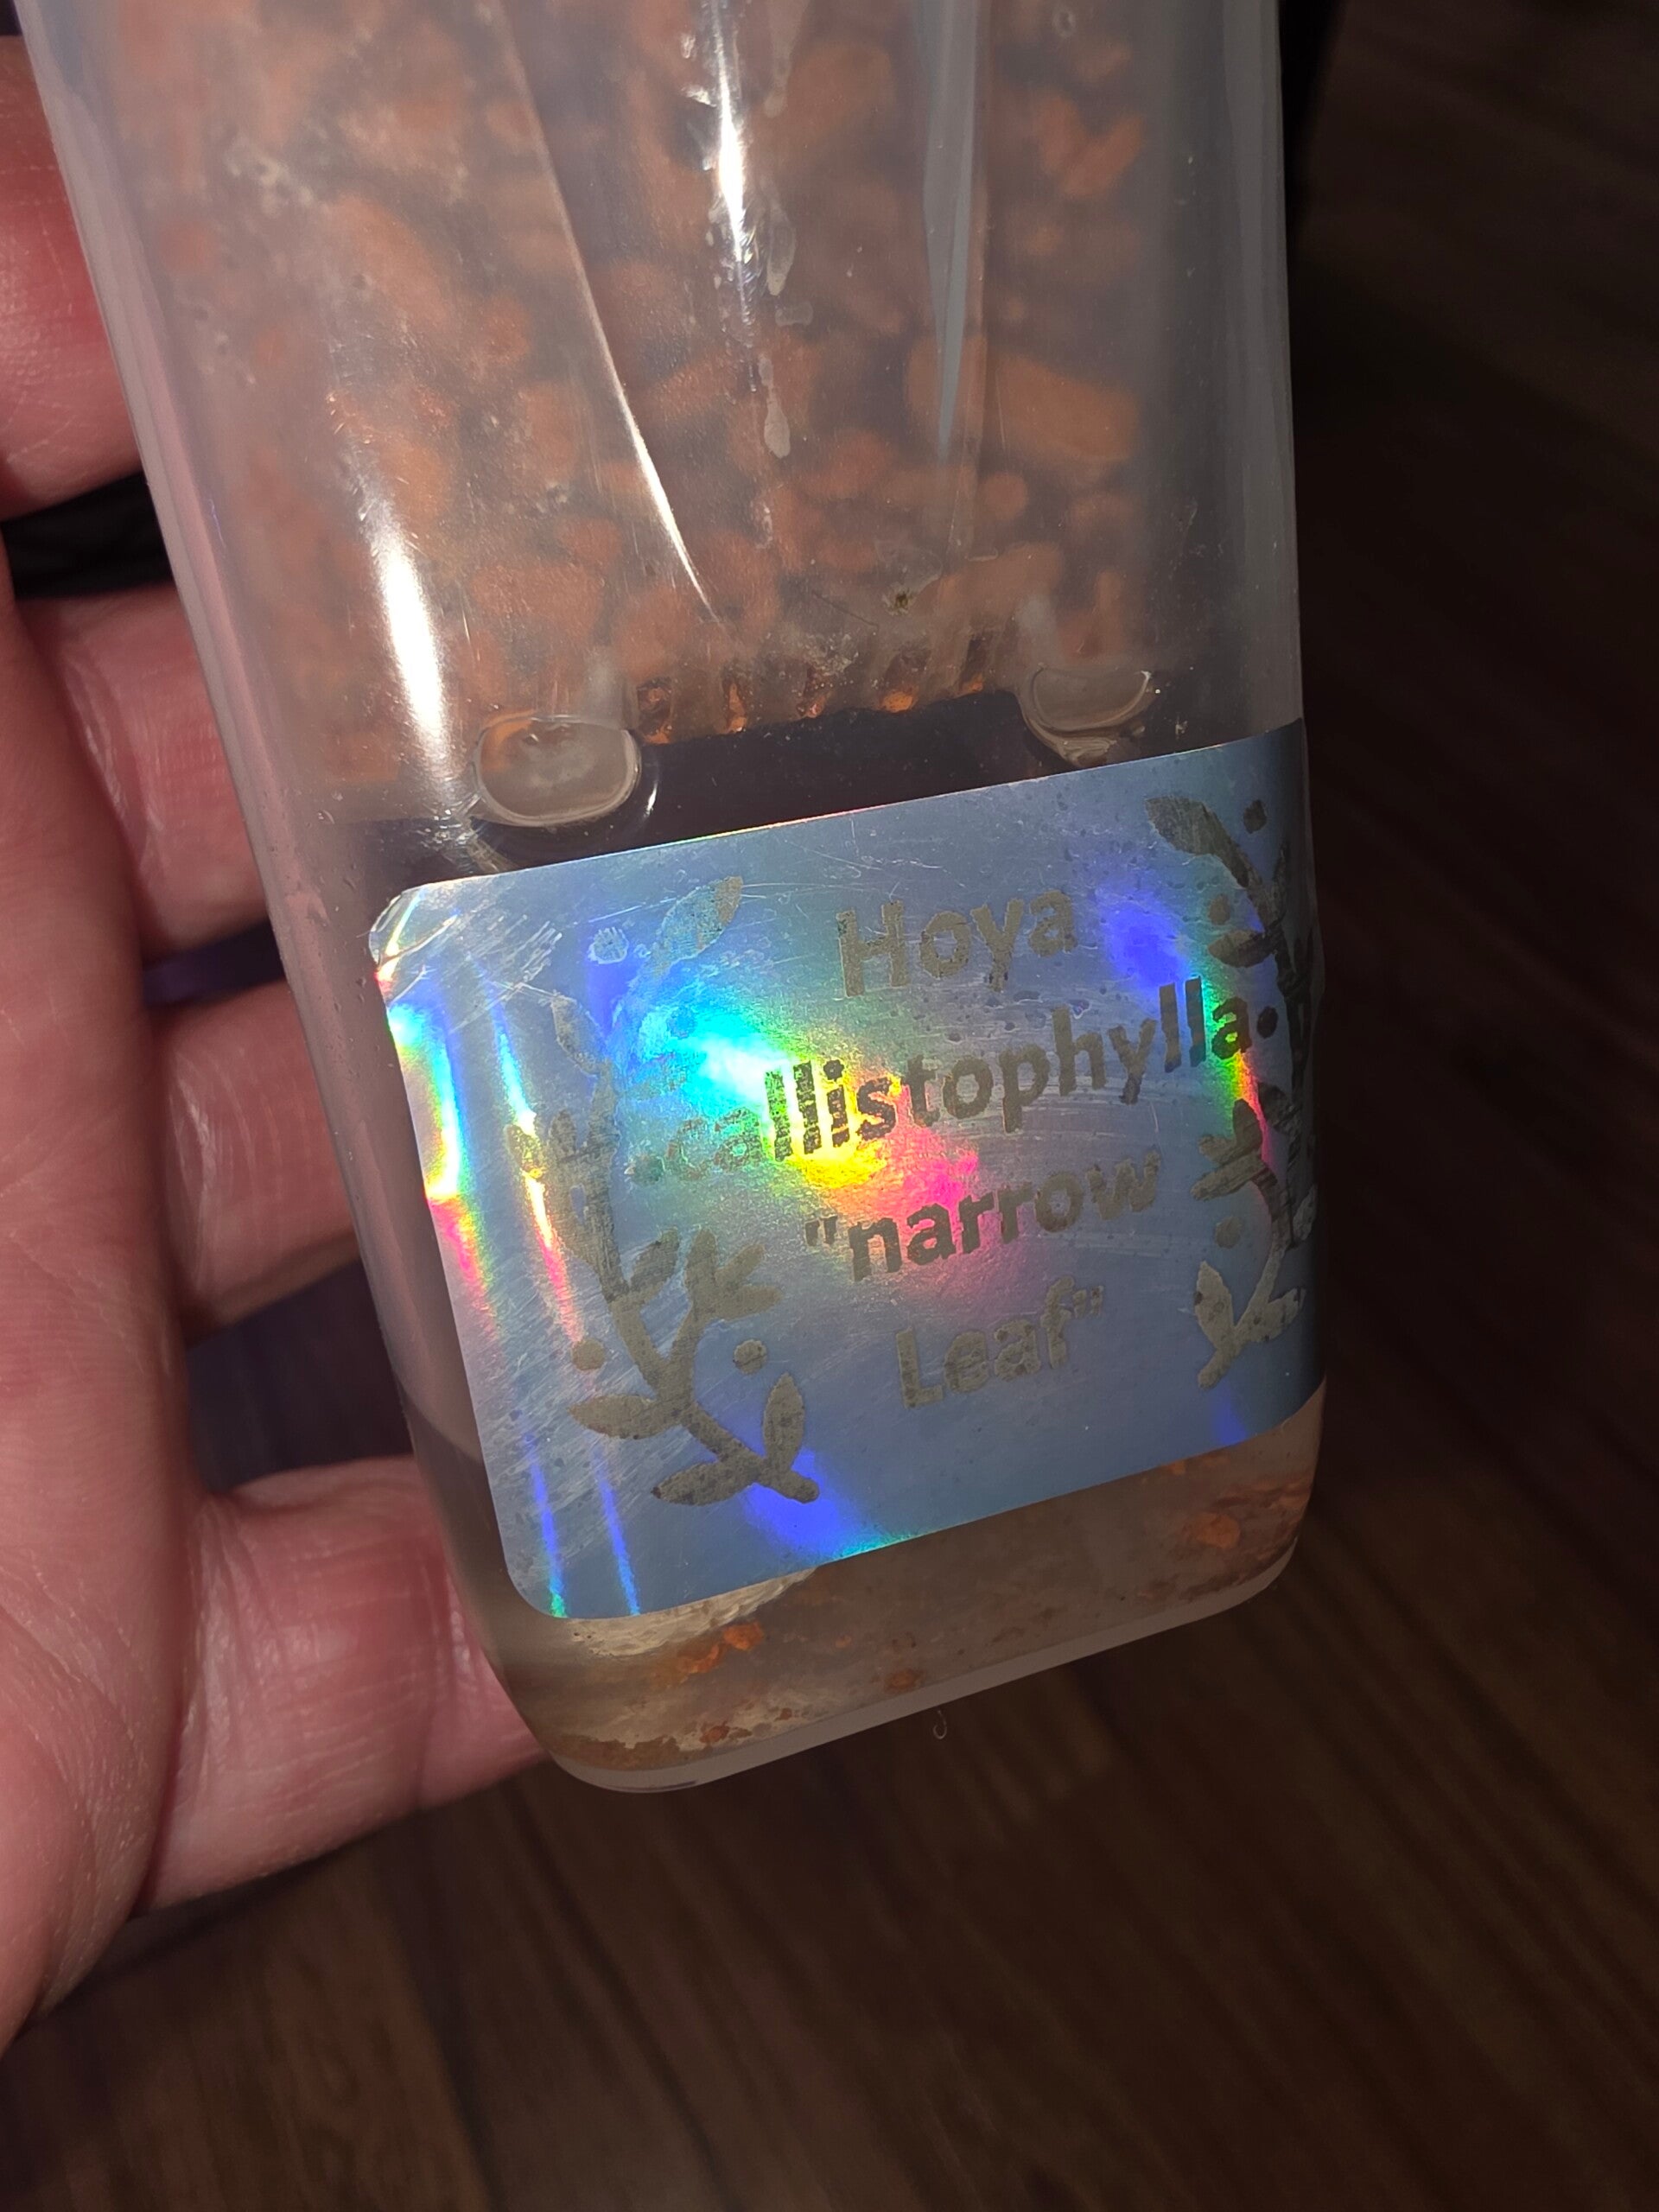 Hoya
callistophylla
"narrow
Leaf"